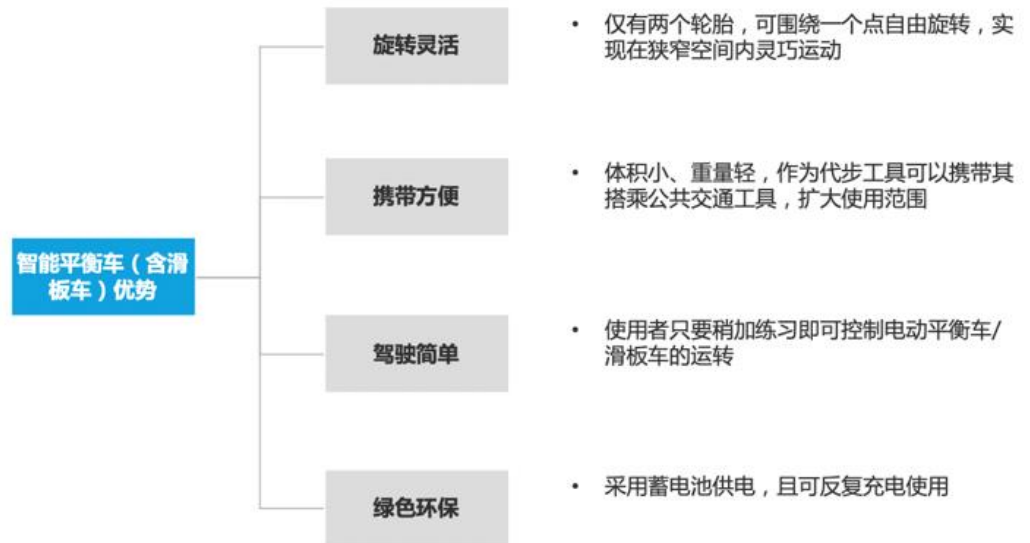 旋转灵活
• 仅有两个轮胎，可围绕一个点自由旋转，实
现在狭窄空间内灵巧运动
携带方便
• 体积小、重量轻，作为代步工具可以携带其
搭乘公共交通工具，扩大使用范围
智能平衡车（含滑
板车）优势
驾驶简单
• 使用者只要稍加练习即可控制电动平衡车/
滑板车的运转
绿色环保
• 采用蓄电池供电，且可反复充电使用